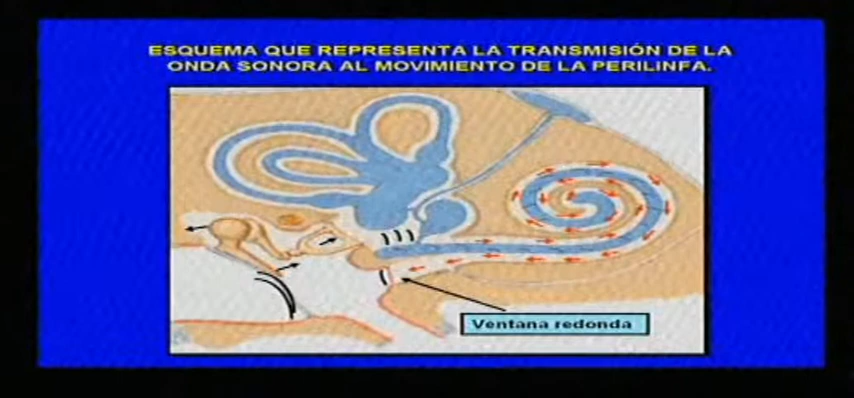 ESQUEMA QUE REPRESENTA LA TRANSMISIÓN DE LA
ONDA SONORA AL MOVIMIENTO DE LA PERILINFA.
Ventana redonda